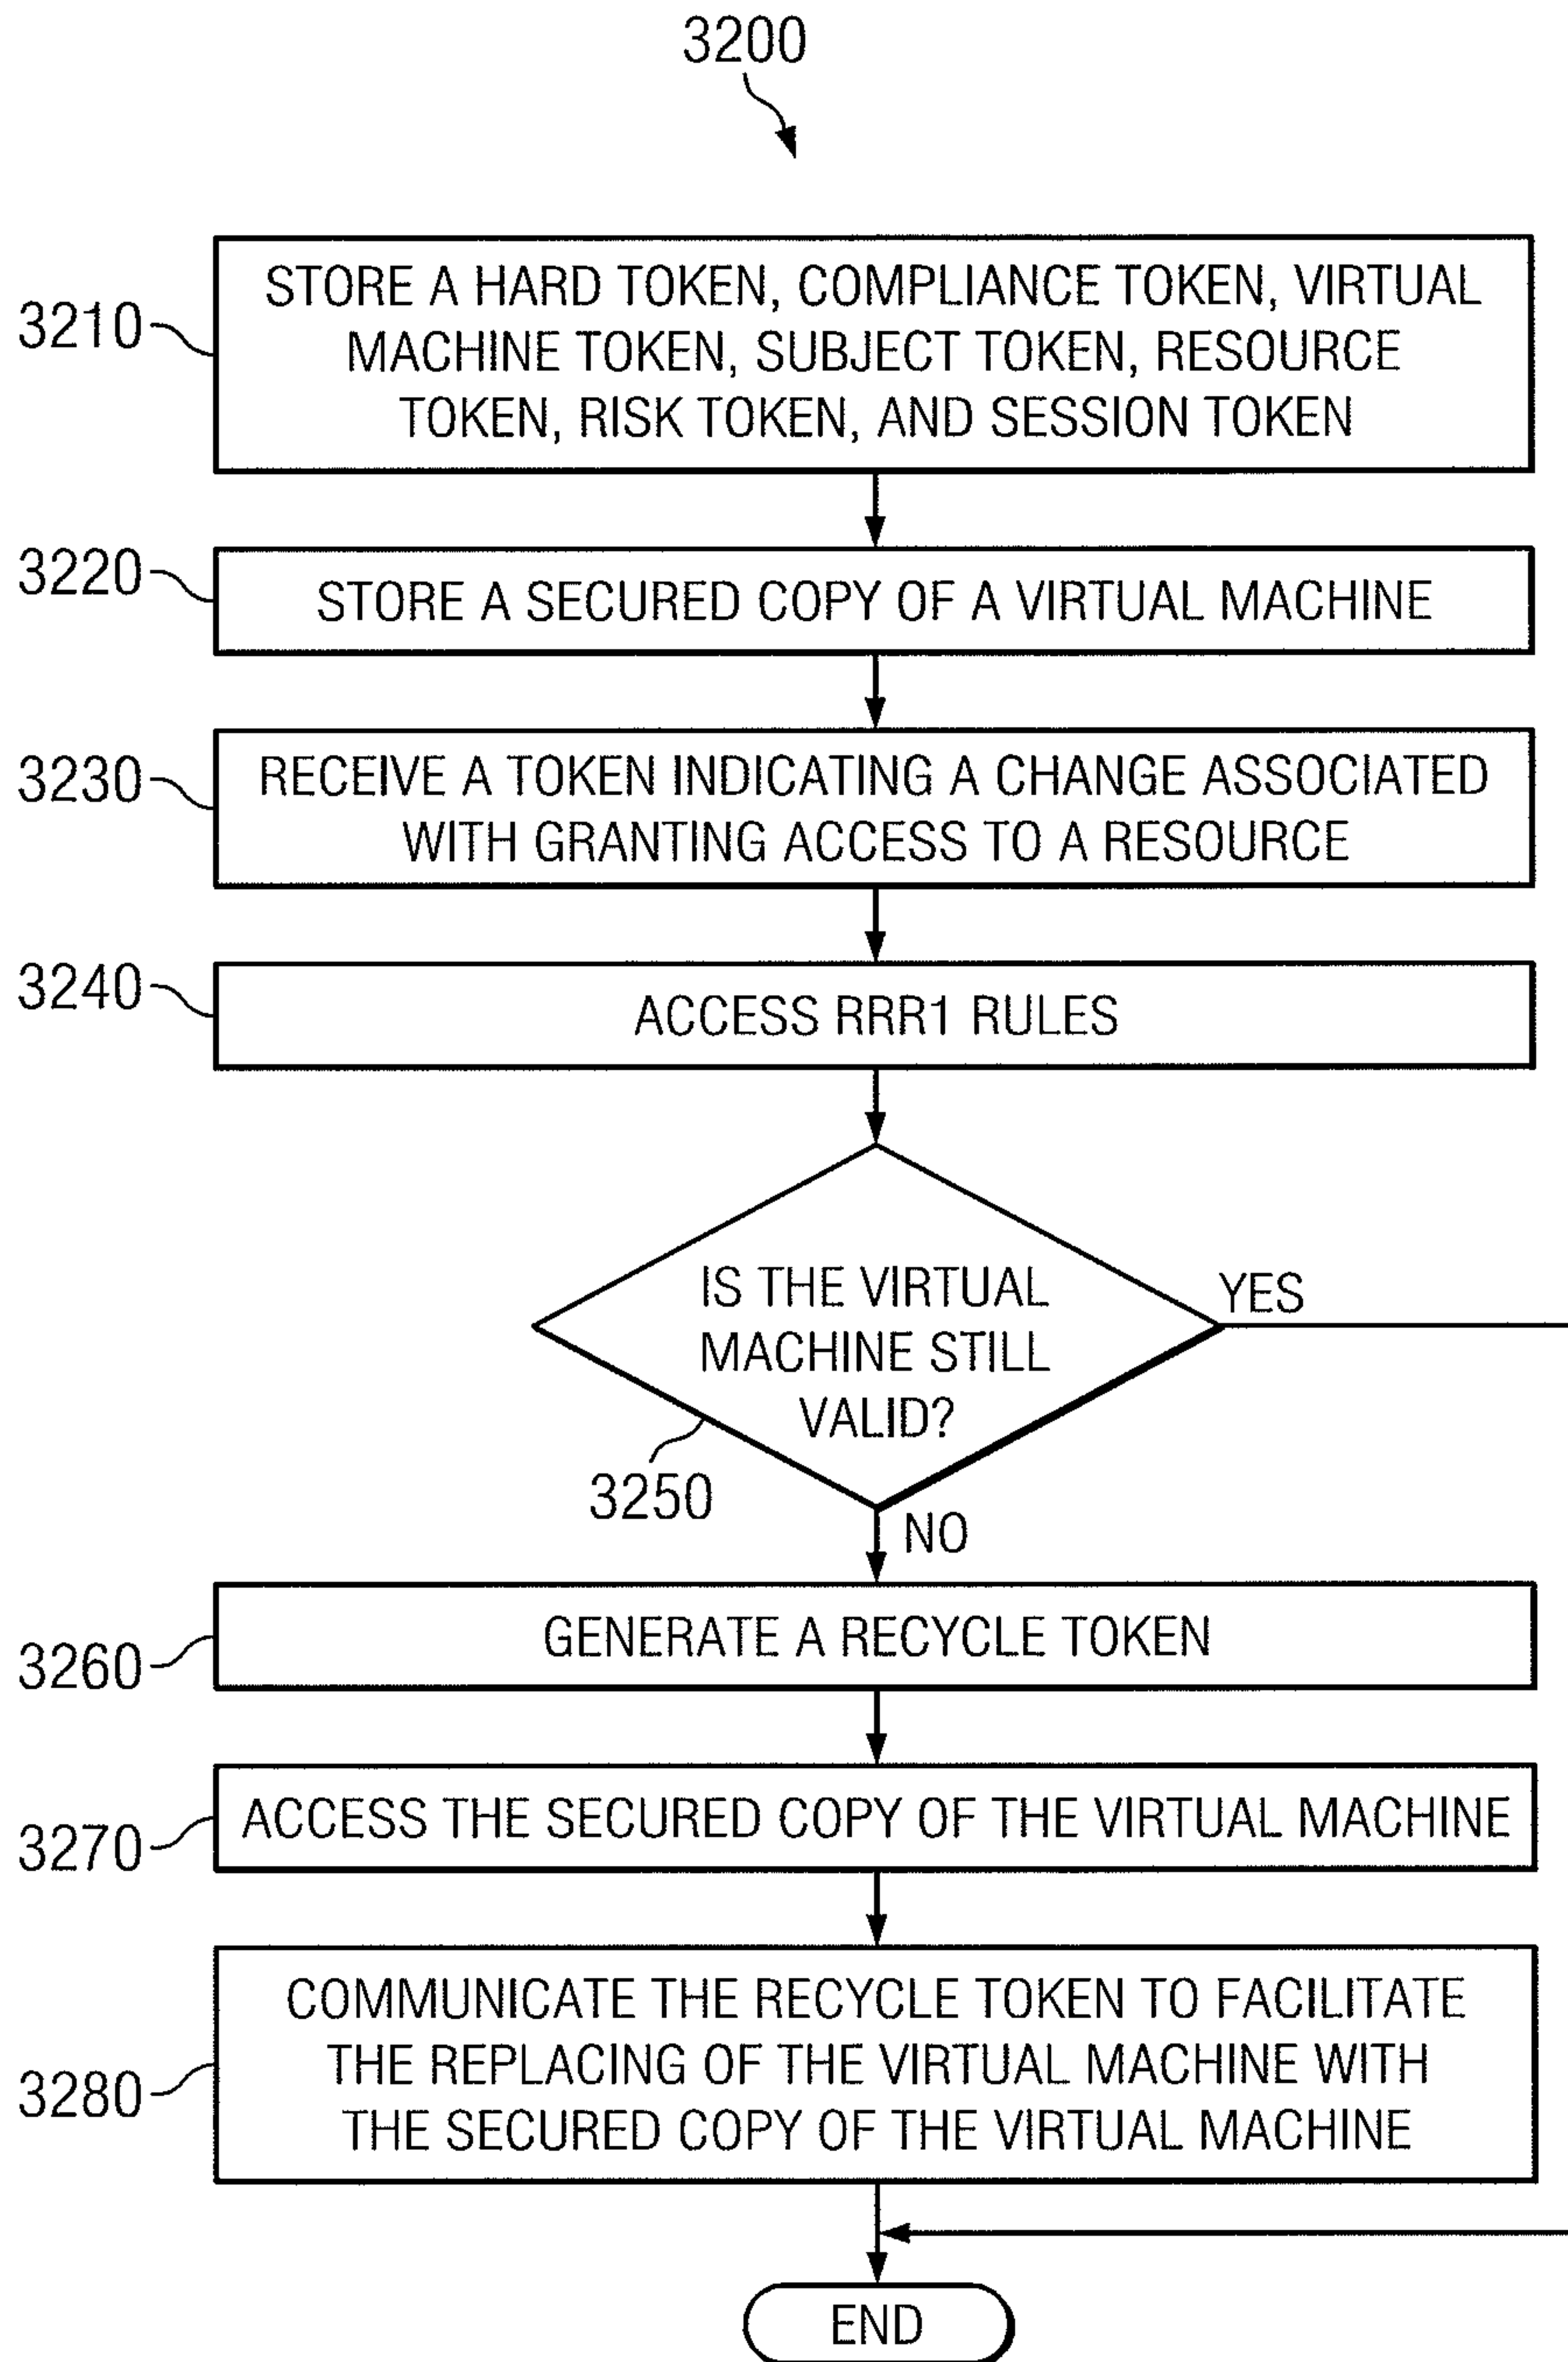 3200
3210
STORE A HARD TOKEN, COMPLIANCE TOKEN, VIRTUAL
MACHINE TOKEN, SUBJECT TOKEN, RESOURCE
TOKEN, RISK TOKEN, AND SESSION TOKEN
3220
STORE A SECURED COPY OF A VIRTUAL MACHINE
3230
RECEIVE A TOKEN INDICATING A CHANGE ASSOCIATED
WITH GRANTING ACCESS TO A RESOURCE
3240
ACCESS RRR1 RULES
IS THE VIRTUAL
MACHINE STILL
VALID?
YES
3250
NO
3260
GENERATE A RECYCLE TOKEN
3270
ACCESS THE SECURED COPY OF THE VIRTUAL MACHINE
3280
COMMUNICATE THE RECYCLE TOKEN TO FACILITATE
THE REPLACING OF THE VIRTUAL MACHINE WITH
THE SECURED COPY OF THE VIRTUAL MACHINE
END